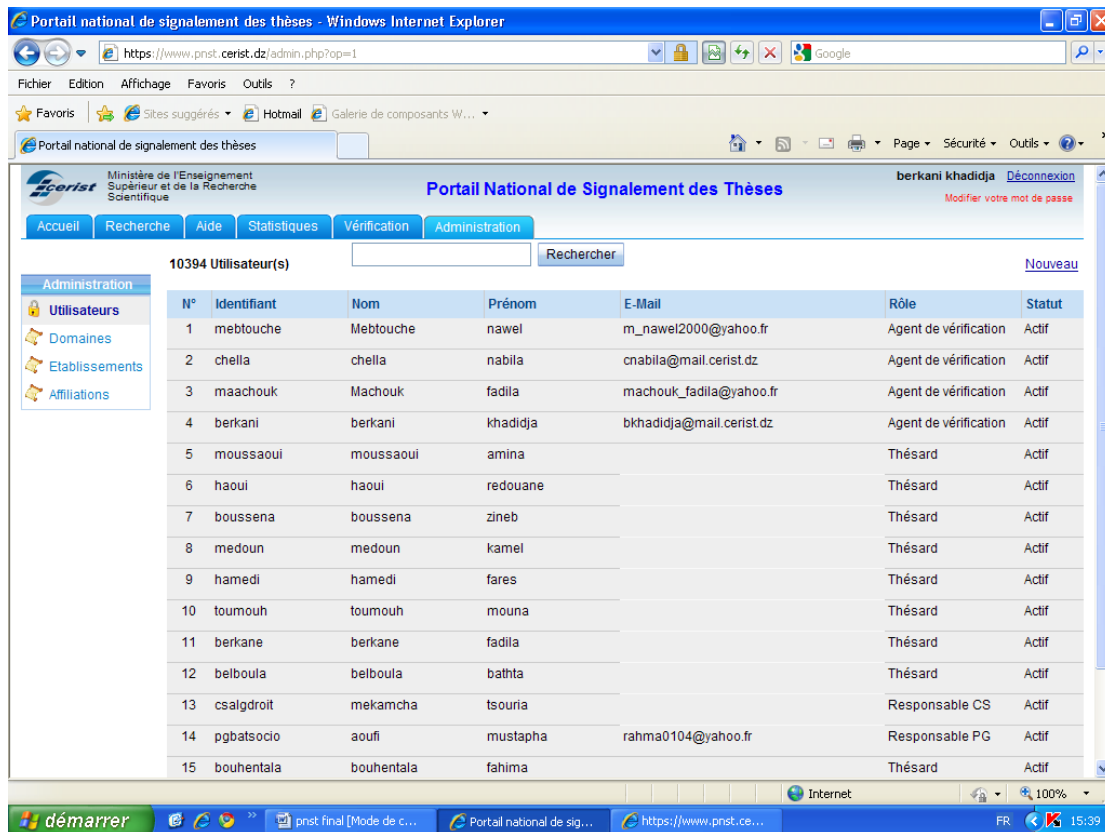 Portail national de signalement des thèses - Windows Internet Explorer
https://www.pnst.cerist.dz/admin.php?op=1
Google
Fichier Edition Affichage Favoris Outils ?
Favoris Sites suggérés Hotmail Galerie de composants W...
Portail national de signalement des thèses Page Sécurité Outils
cerist
Ministère de l'Enseignement
Supèrieur et de la Recherche
Scientifique
Portail National de Signalement des Thèses
berkani khadidja Déconnexion
Modifier votre mot de passe
Accueil Recherche Aide Statistiques Vérification Administration
10394 Utilisateur(s) Rechercher Nouveau
Administration
Utilisateurs
Domaines
Etablissements
Affiliations
N° Identifiant Nom Prénom E-Mail Rôle Statut
1 mebtouche Mebtouche nawel m_nawel2000@yahoo.fr Agent de vérification Actif
2 chella chella nabila cnabila@mail.cerist.dz Agent de vérification Actif
3 maachouk Machouk fadila machouk_fadila@yahoo.fr Agent de vérification Actif
4 berkani berkani khadidja bkhadidja@mail.cerist.dz Agent de vérification Actif
5 moussaoui moussaoui amina Thésard Actif
6 haoui haoui redouane Thésard Actif
7 boussena boussena zineb Thésard Actif
8 medoun medoun kamel Thésard Actif
9 hamedi hamedi fares Thésard Actif
10 toumouh toumouh mouna Thésard Actif
11 berkane berkane fadila Thésard Actif
12 belboula belboula bathta Thésard Actif
13 csalgdroit mekamcha tsouria Responsable CS Actif
14 pgbatsocio aoufi mustapha rahma0104@yahoo.fr Responsable PG Actif
15 bouhentala bouhentala fahima Thésard Actif
Internet 100%
démarrer pnst final [Mode de c... Portail national de sig... https://www.pnst.ce... FR 15:39